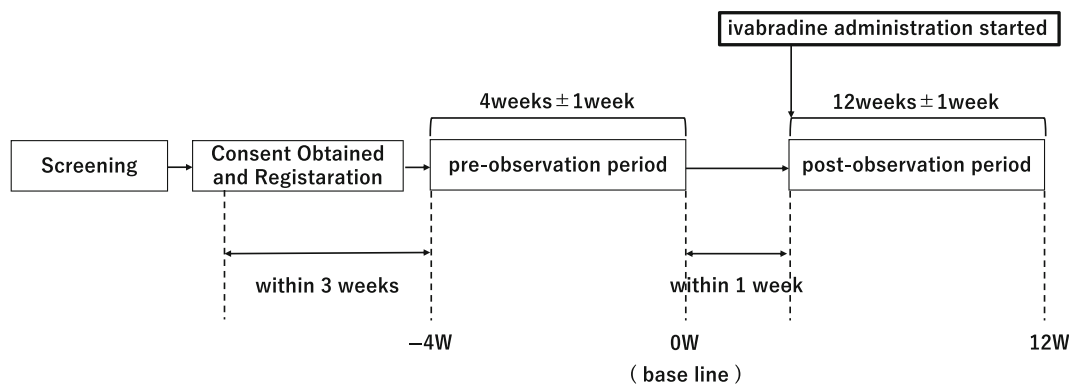 ivabradine administration started
4weeks±1week
12weeks±1week
Screening
Consent Obtained
and Registaration
pre-observation period
post-observation period
within 3 weeks
within 1 week
−4W
0W
12W
( base line )